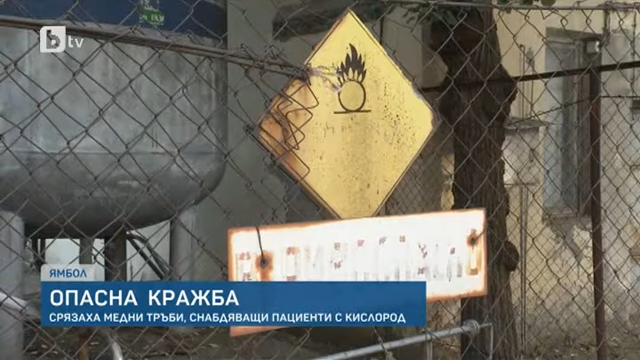 btv
ЯМБОЛ
ОПАСНА КРАЖБА
СРЯЗАХА МЕДНИ ТРЪБИ, СНАБДЯВАЩИ ПАЦИЕНТИ С КИСЛОРОД